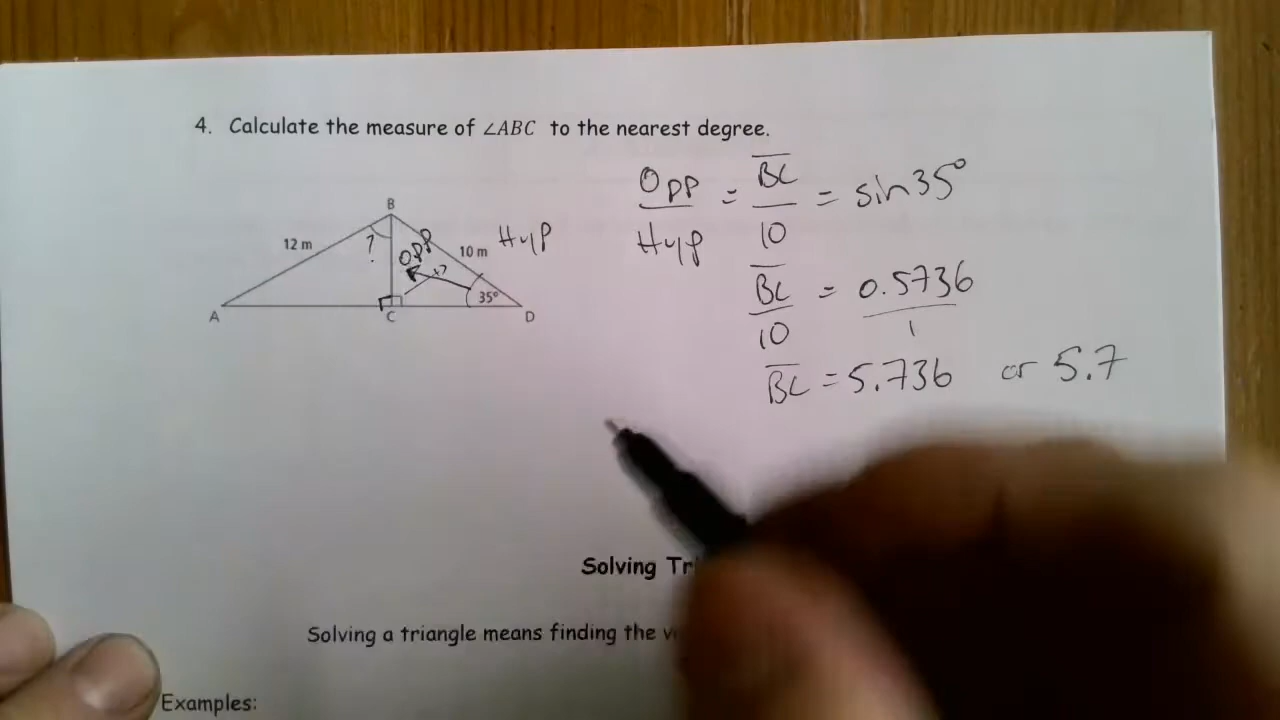 4. Calculate the measure of ∠ABC to the nearest degree.
Opp = BC = sin35°
Hyp 10
B
12 m ? Opp 10 m Hyp
x?
35°
A C D
BC = 0.5736
10 1
BC = 5.736 or 5.7
Solving
Solving a triangle means finding the
Examples: